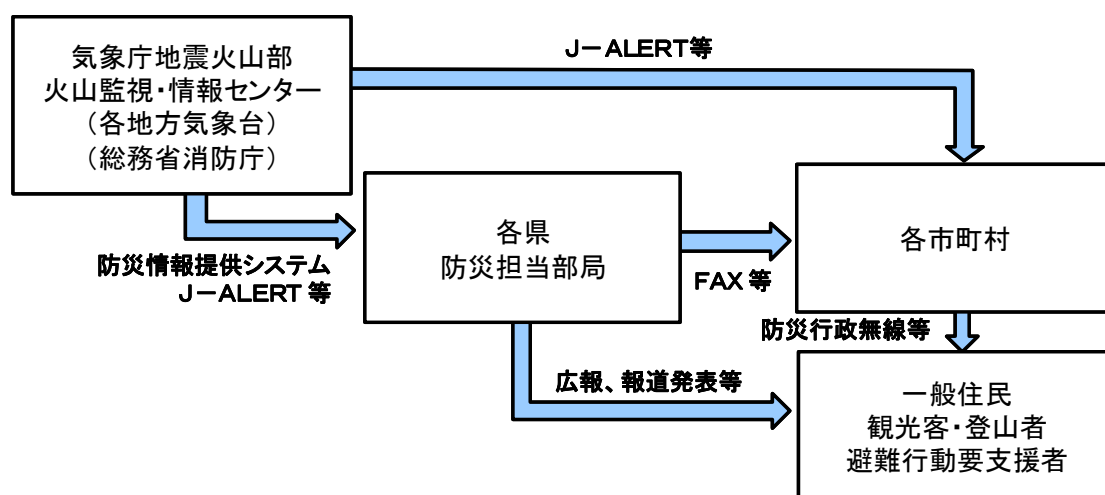 気象庁地震火山部
火山監視・情報センター
（各地方気象台）
（総務省消防庁）
Ｊ－ALERT等
各県
防災担当部局
各市町村
防災情報提供システム
Ｊ－ALERT 等
FAX 等
防災行政無線等
広報、報道発表等
一般住民
観光客・登山者
避難行動要支援者